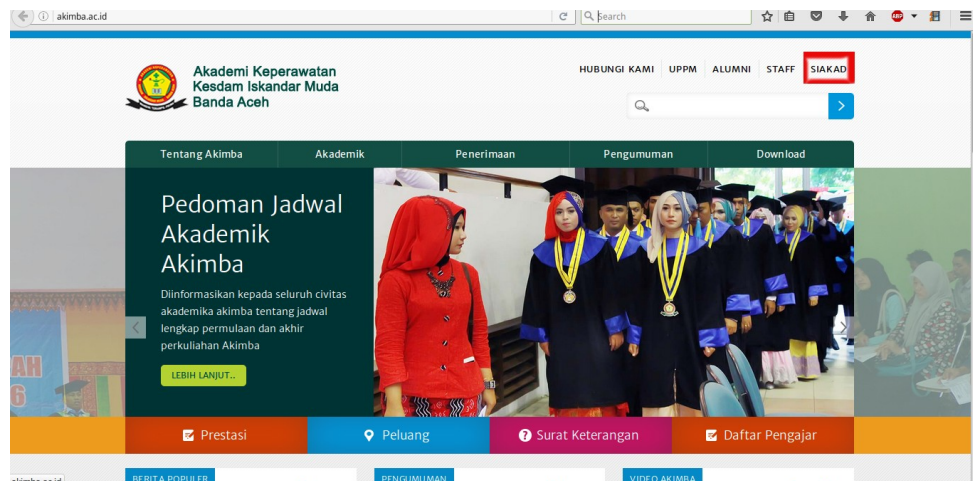 akimba.ac.id
Search
Akademi Keperawatan
Kesdam Iskandar Muda
Banda Aceh
HUBUNGI KAMI UPPM ALUMNI STAFF SIAKAD
Tentang Akimba Akademik Penerimaan Pengumuman Download
Pedoman Jadwal
Akademik
Akimba
Diinformasikan kepada seluruh civitas
akademika akimba tentang jadwal
lengkap permulaan dan akhir
perkuliahan Akimba
LEBIH LANJUT..
Prestasi Peluang Surat Keterangan Daftar Pengajar
BERITA POPULER PENGUMUMAN VIDEO AKIMBA